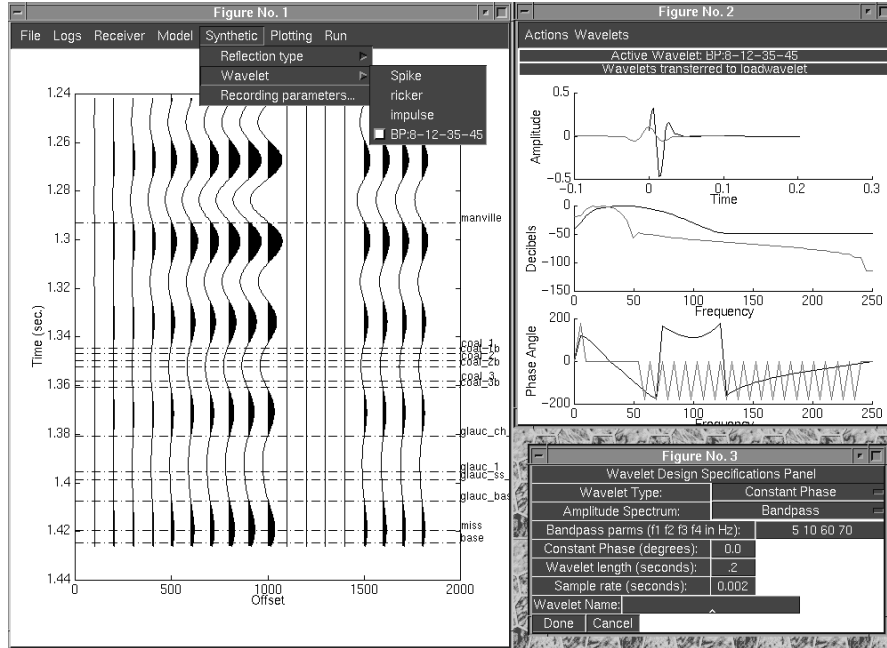 Figure No. 1
File Logs Receiver Model Synthetic Plotting Run
Reflection type
Wavelet
Recording parameters...
Spike
ricker
impulse
BP:8-12-35-45
1.24
1.26
1.28
1.3
1.32
1.34
1.36
1.38
1.4
1.42
1.44
Time (sec.)
manville
coal_1
coal_1b
coal_2
coal_2b
coal_3
coal_3b
glauc_ch
glauc_1
glauc_ss
glauc_bas
miss
base
0 500 1000 1500 2000
Offset
Figure No. 2
Actions Wavelets
Active Wavelet: BP:8-12-35-45
Wavelets transferred to loadwavelet
Amplitude
0.5
0
-0.5
-0.1 0 0.1 0.2 0.3
Time
Decibels
0
-50
-100
-150
0 50 100 150 200 250
Frequency
Phase Angle
200
0
-200
0 50 100 150 200 250
Frequency
Figure No. 3
Wavelet Design Specifications Panel
Wavelet Type: Constant Phase
Amplitude Spectrum: Bandpass
Bandpass parms (f1 f2 f3 f4 in Hz): 5 10 60 70
Constant Phase (degrees): 0.0
Wavelet length (seconds): .2
Sample rate (seconds): 0.002
Wavelet Name:
Done Cancel